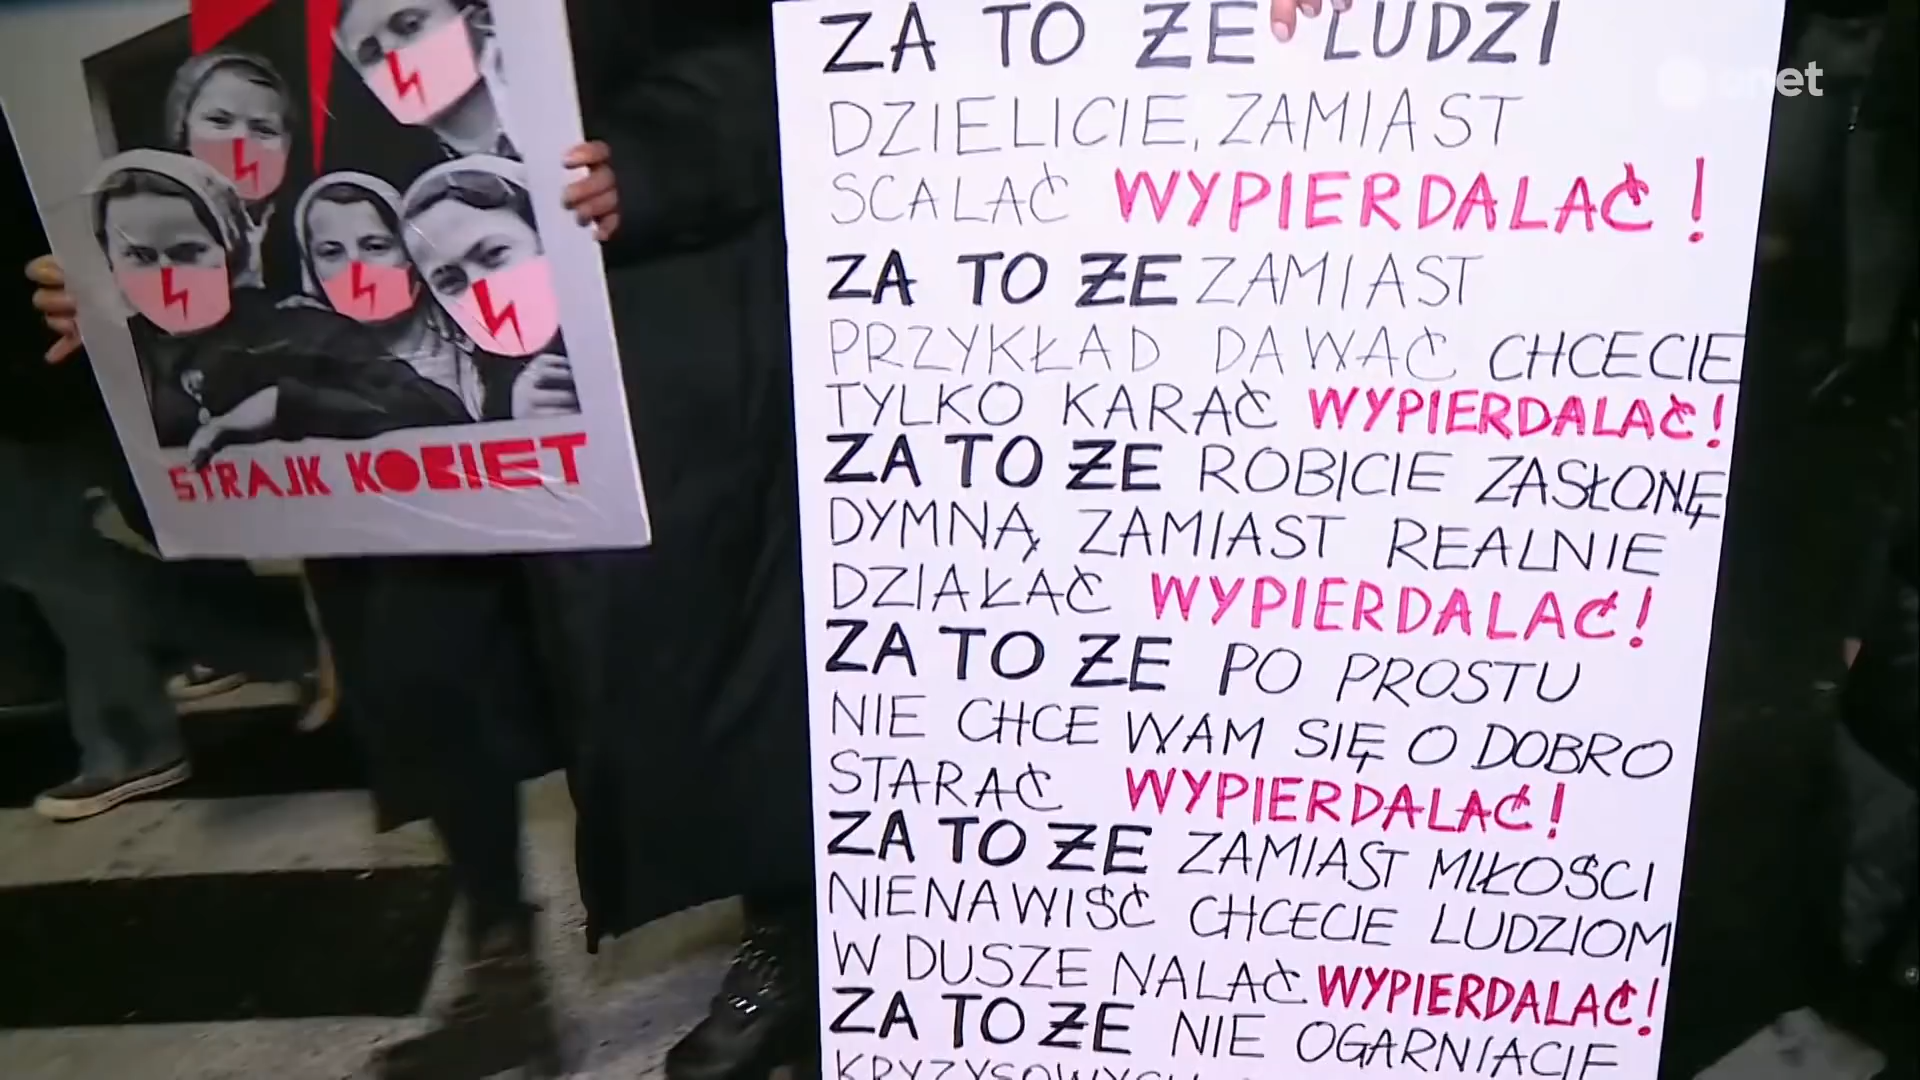 STRAJK KOBIET
ZA TO ŻE LUDZI
DZIELICIE, ZAMIAST
SCALAĆ WYPIERDALAĆ!
ZA TO ŻE ZAMIAST
PRZYKŁAD DAWAĆ CHCECIE
TYLKO KARAĆ WYPIERDALAĆ!
ZA TO ŻE ROBICIE ZASŁONĘ
DYMNĄ, ZAMIAST REALNIE
DZIAŁAĆ WYPIERDALAĆ!
ZA TO ŻE PO PROSTU
NIE CHCE WAM SIĘ O DOBRO
STARAĆ WYPIERDALAĆ!
ZA TO ŻE ZAMIAST MIŁOŚCI
NIENAWIŚĆ CHCECIE LUDZIOM
W DUSZE NALAĆ WYPIERDALAĆ!
ZA TO ŻE NIE OGARNIACIE